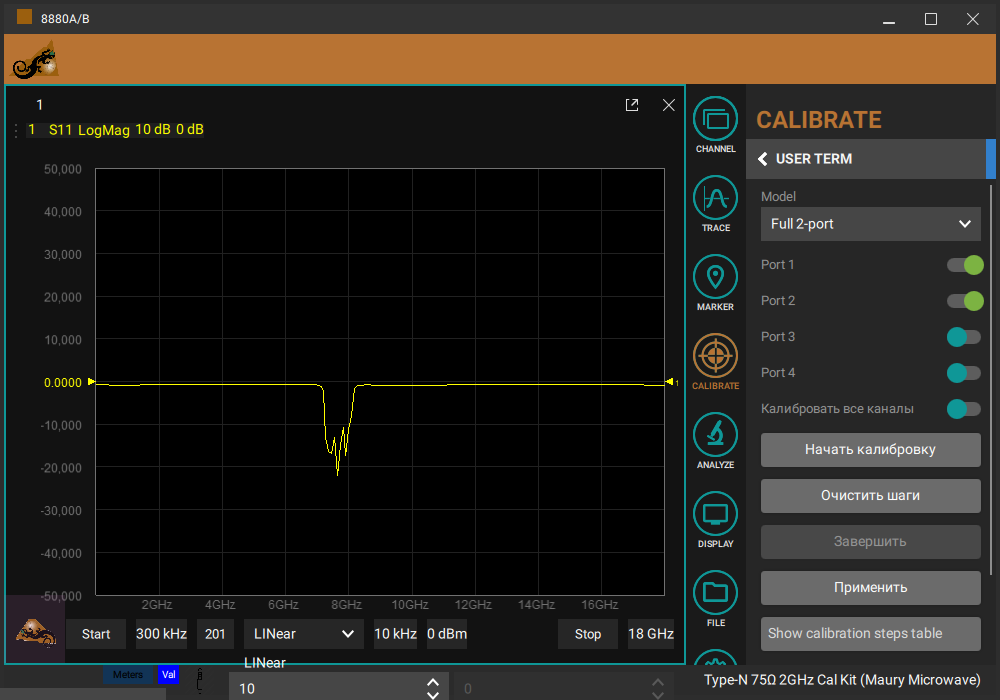 8880A/B
1
1 S11 LogMag 10 dB 0 dB
50,000
40,000
30,000
20,000
10,000
0.0000
-10,000
-20,000
-30,000
-40,000
-50,000
1
2GHz 4GHz 6GHz 8GHz 10GHz 12GHz 14GHz 16GHz
Start 300 kHz 201 LINear 10 kHz 0 dBm Stop 18 GHz
LINear
Meters Val
10 0
CHANNEL
TRACE
MARKER
CALIBRATE
ANALYZE
DISPLAY
FILE
CALIBRATE
USER TERM
Model
Full 2-port
Port 1
Port 2
Port 3
Port 4
Калибровать все каналы
Начать калибровку
Очистить шаги
Завершить
Применить
Show calibration steps table
Type-N 75Ω 2GHz Cal Kit (Maury Microwave)